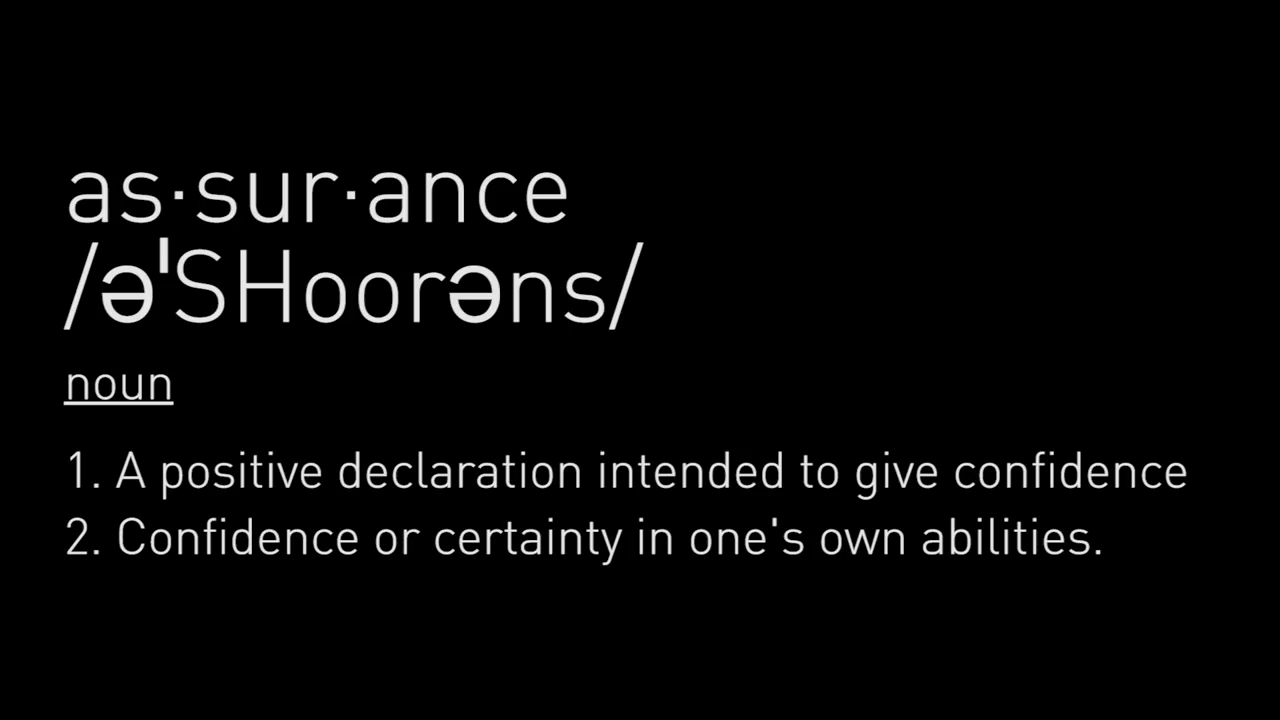 as·sur·ance
/əˈSHoorəns/
noun
1. A positive declaration intended to give confidence
2. Confidence or certainty in one's own abilities.